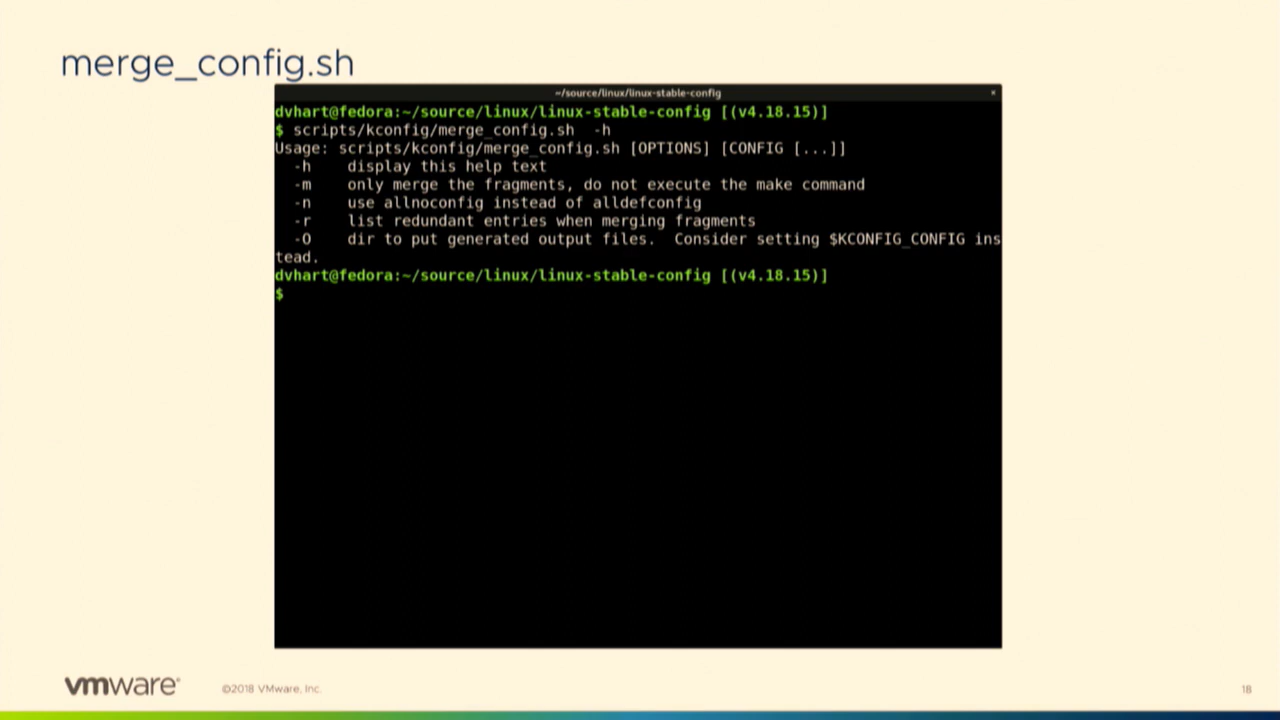 merge_config.sh
~/source/linux/linux-stable-config ×
dvhart@fedora:~/source/linux/linux-stable-config [(v4.18.15)]
$ scripts/kconfig/merge_config.sh  -h
Usage: scripts/kconfig/merge_config.sh [OPTIONS] [CONFIG [...]]
  -h    display this help text
  -m    only merge the fragments, do not execute the make command
  -n    use allnoconfig instead of alldefconfig
  -r    list redundant entries when merging fragments
  -O    dir to put generated output files.  Consider setting $KCONFIG_CONFIG ins
tead.
dvhart@fedora:~/source/linux/linux-stable-config [(v4.18.15)]
$
vmware
©2018 VMware, Inc.
18